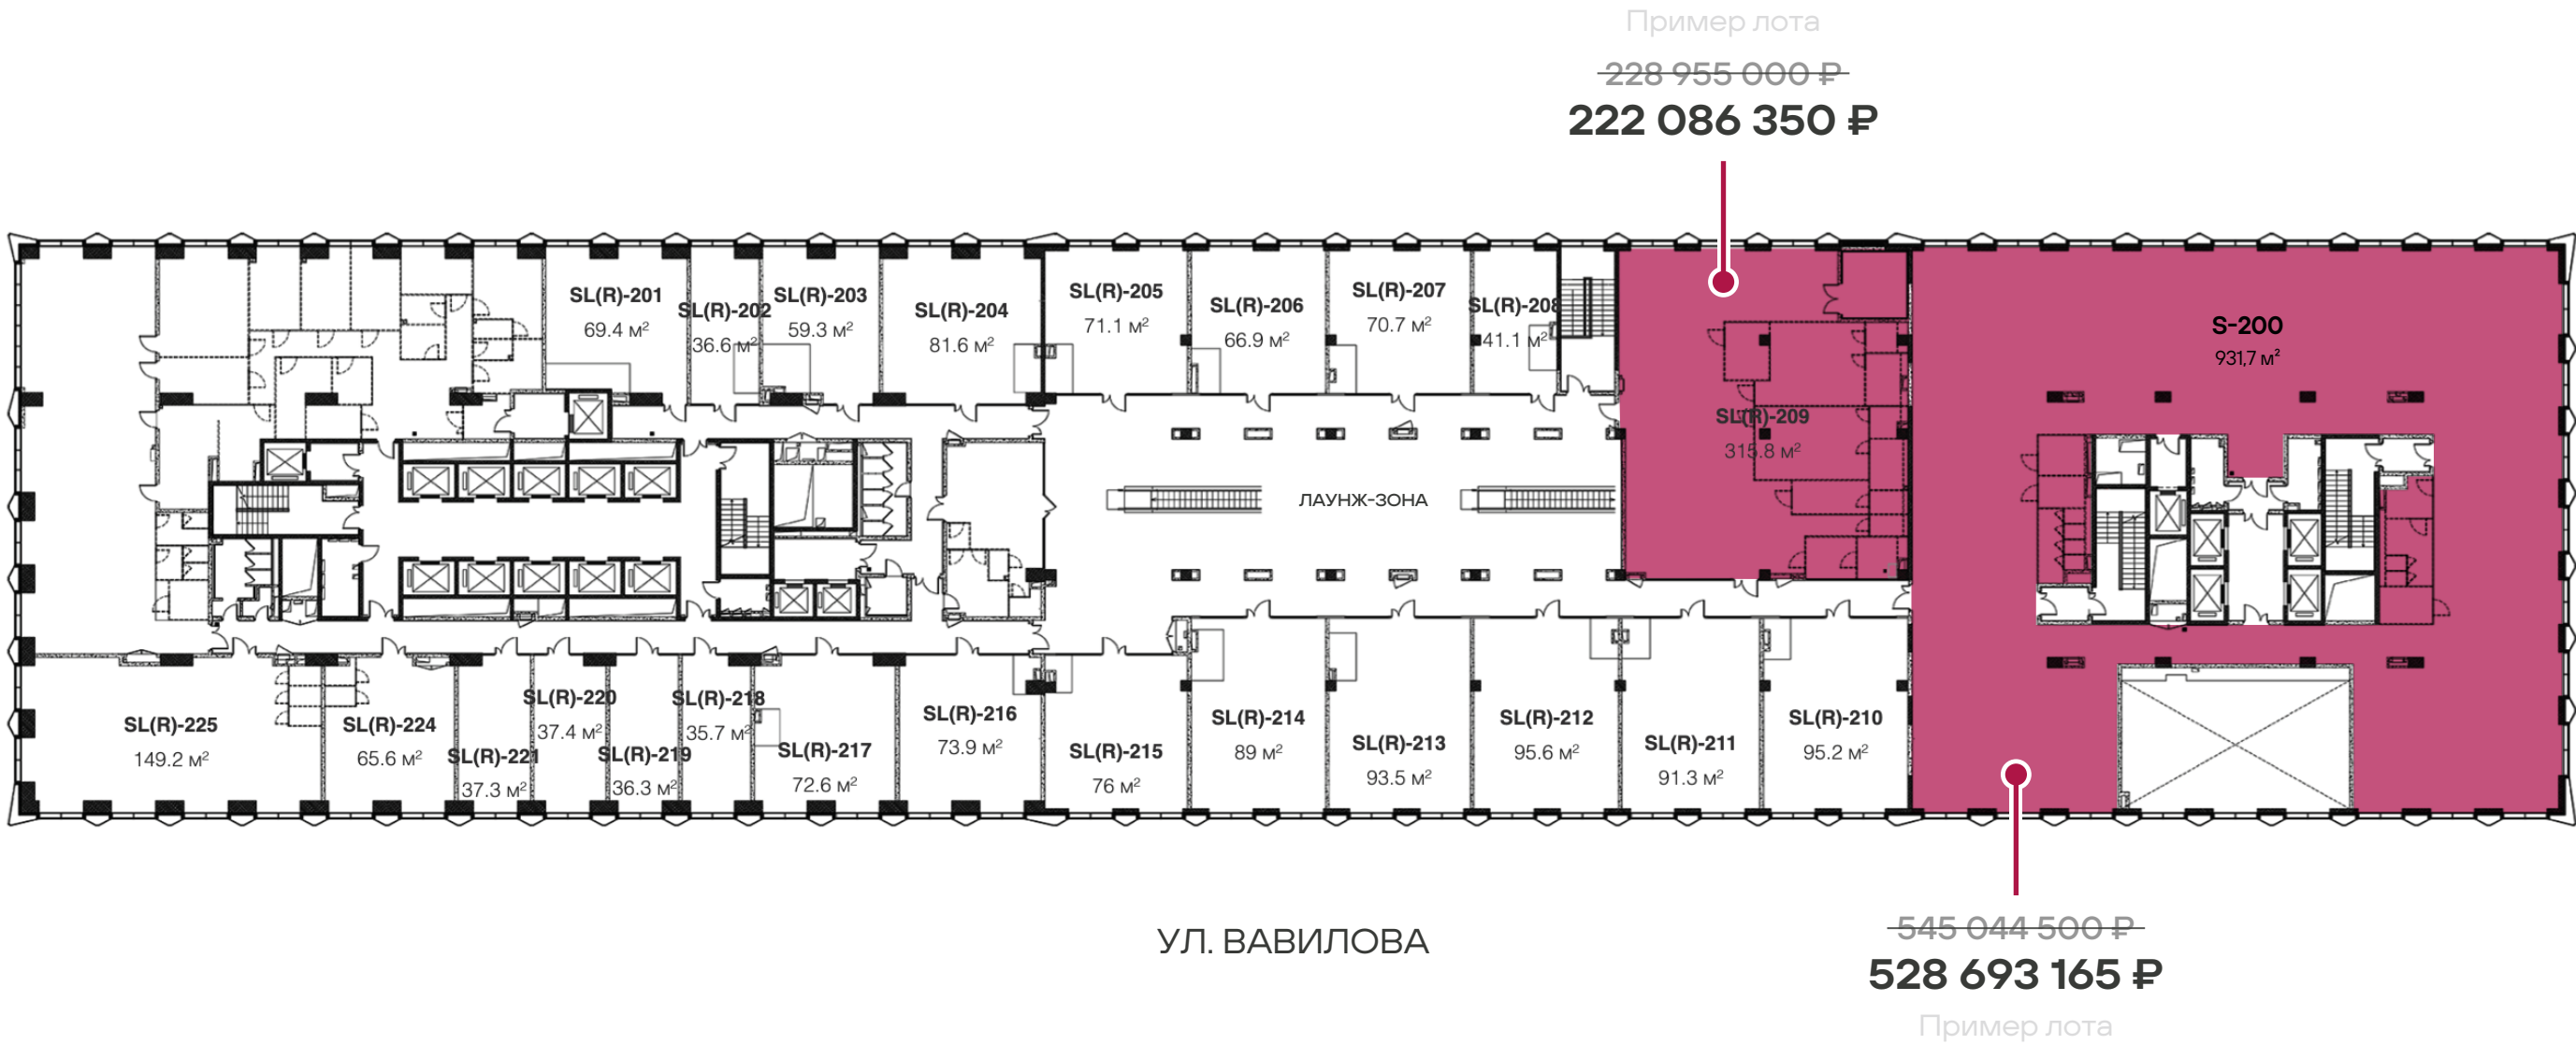 Пример лота
228 955 000 ₽
222 086 350 ₽
SL(R)-201
69.4 м²
SL(R)-202
36.6 м²
SL(R)-203
59.3 м²
SL(R)-204
81.6 м²
SL(R)-205
71.1 м²
SL(R)-206
66.9 м²
SL(R)-207
70.7 м²
SL(R)-208
41.1 м²
SL(R)-209
315.8 м²
S-200
931,7 м²
ЛАУНЖ-ЗОНА
SL(R)-225
149.2 м²
SL(R)-224
65.6 м²
SL(R)-221
37.3 м²
SL(R)-220
37.4 м²
SL(R)-219
36.3 м²
SL(R)-218
35.7 м²
SL(R)-217
72.6 м²
SL(R)-216
73.9 м²
SL(R)-215
76 м²
SL(R)-214
89 м²
SL(R)-213
93.5 м²
SL(R)-212
95.6 м²
SL(R)-211
91.3 м²
SL(R)-210
95.2 м²
УЛ. ВАВИЛОВА
545 044 500 ₽
528 693 165 ₽
Пример лота